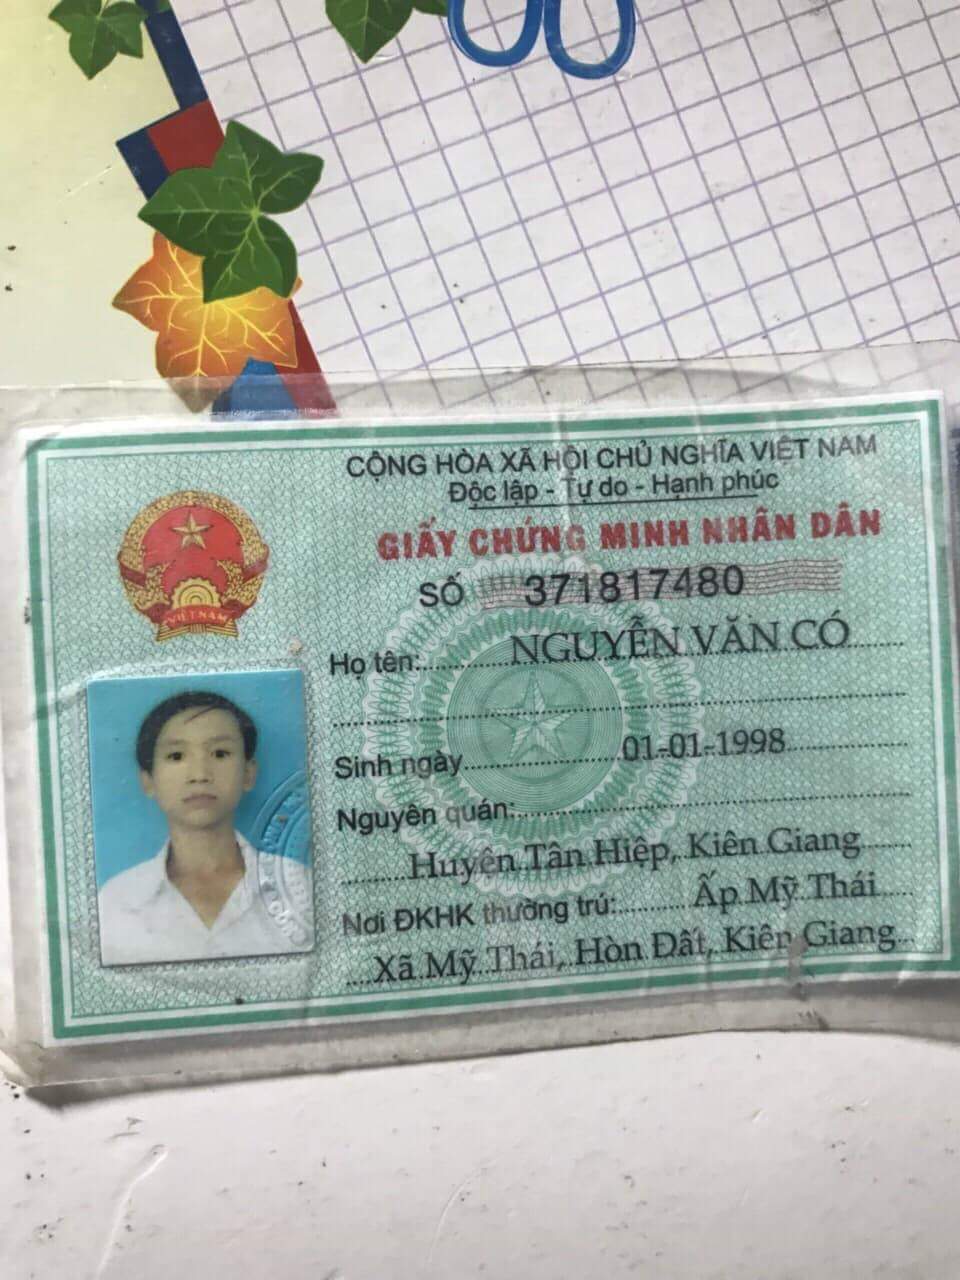 CỘNG HÒA XÃ HỘI CHỦ NGHĨA VIỆT NAM
Độc lập - Tự do - Hạnh phúc
GIẤY CHỨNG MINH NHÂN DÂN
SỐ 371817480
VIỆT NAM
Họ tên: NGUYỄN VĂN CÓ
Sinh ngày 01-01-1998
Nguyên quán:
Huyện Tân Hiệp, Kiên Giang
Nơi ĐKHK thường trú: Ấp Mỹ Thái
Xã Mỹ Thái, Hòn Đất, Kiên Giang